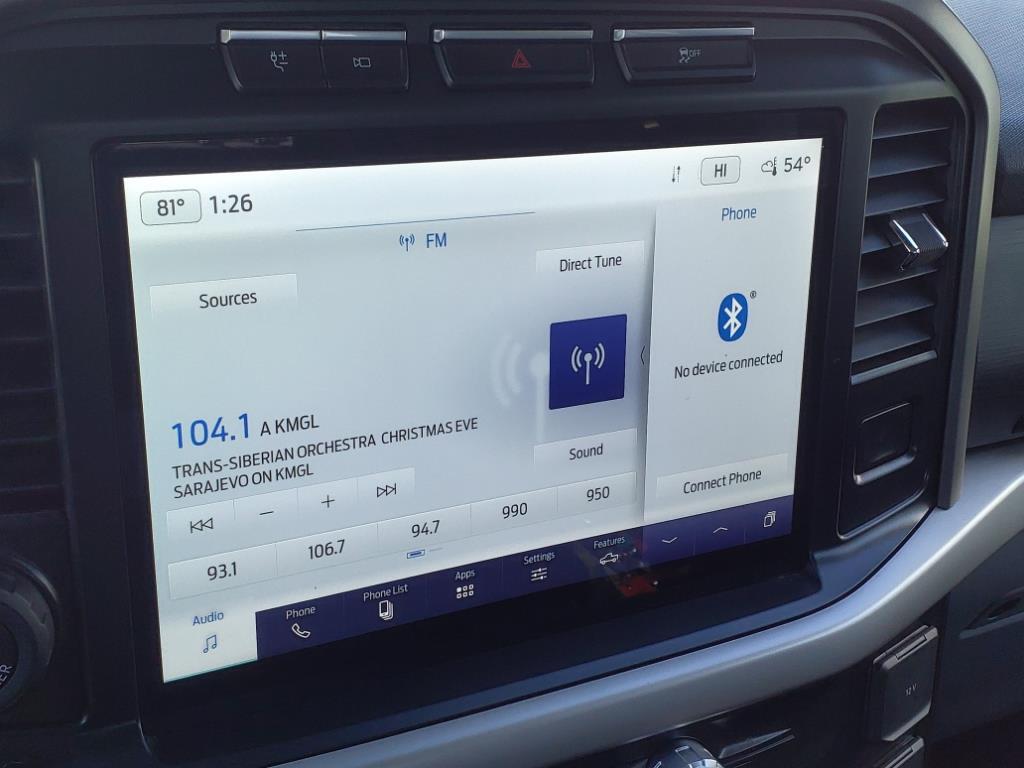 OFF
81° 1:26
HI 54°
FM
Phone
Sources
Direct Tune
®
No device connected
104.1 A KMGL
TRANS-SIBERIAN ORCHESTRA CHRISTMAS EVE
SARAJEVO ON KMGL
Sound
Connect Phone
93.1 106.7 94.7 990 950
Audio Phone Phone List Apps Settings Features
12V